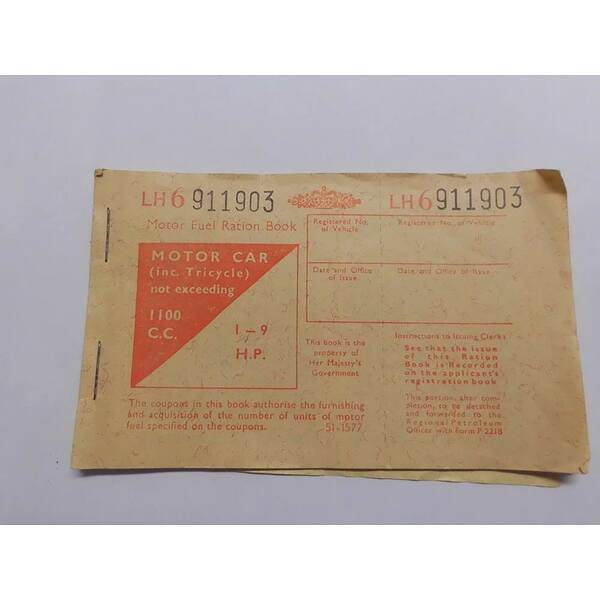 LH6 911903
Motor Fuel Ration Book
MOTOR CAR
(inc. Tricycle)
not exceeding
1100
C.C.
1 – 9
H.P.
The coupons in this book authorise the furnishing
and acquisition of the number of units of motor
fuel specified on the coupons. 51-1577
Registered No.
of Vehicle
Date and Office
of Issue
This book is the
property of
Her Majesty's
Government
LH6 911903
Registered No. of Vehicle
Date and Office of Issue
Instructions to Issuing Clerks
See that the issue
of this Ration
Book is Recorded
on the applicant's
registration book
This portion, after com-
pletion, to be detached
and forwarded to the
Regional Petroleum
Officer with form P 221B